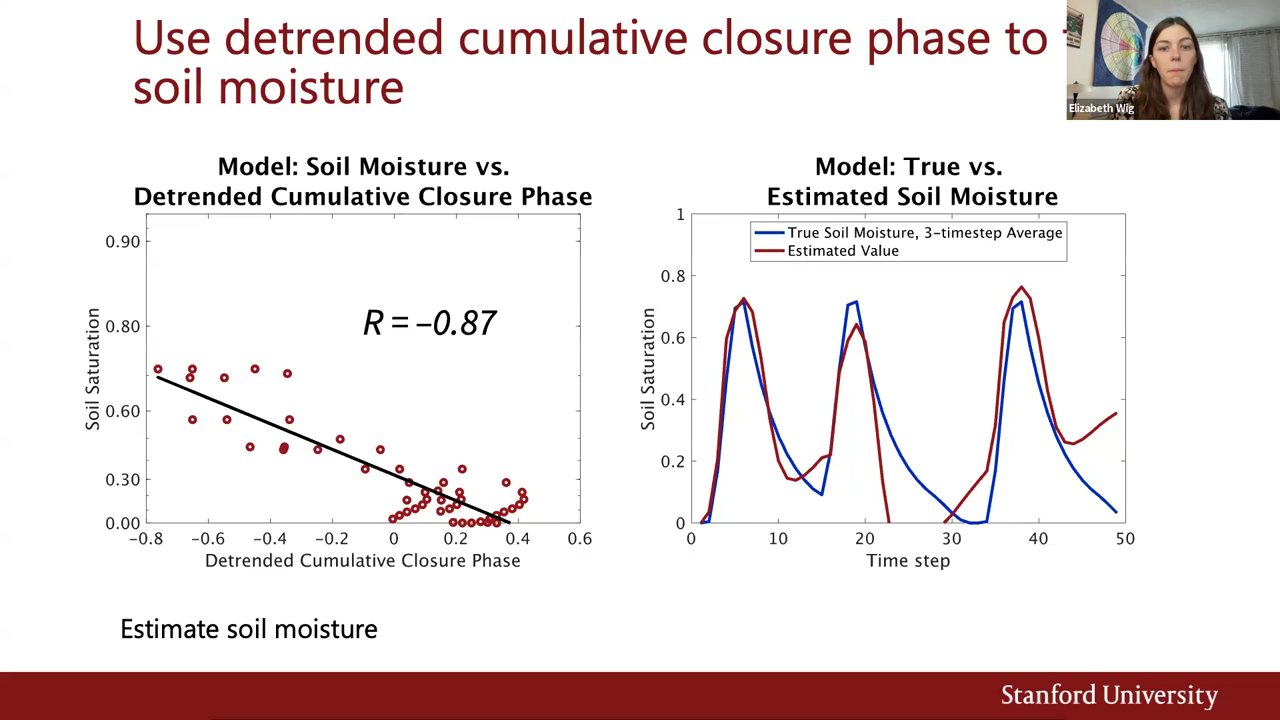 Use detrended cumulative closure phase to
soil moisture
Elizabeth Wig
Model: Soil Moisture vs.
Detrended Cumulative Closure Phase
0.90
0.80
0.60
0.30
0.00
Soil Saturation
R = –0.87
−0.8 −0.6 −0.4 −0.2 0 0.2 0.4 0.6
Detrended Cumulative Closure Phase
Model: True vs.
Estimated Soil Moisture
True Soil Moisture, 3−timestep Average
Estimated Value
1
0.8
0.6
0.4
0.2
0
Soil Saturation
0 10 20 30 40 50
Time step
Estimate soil moisture
Stanford University